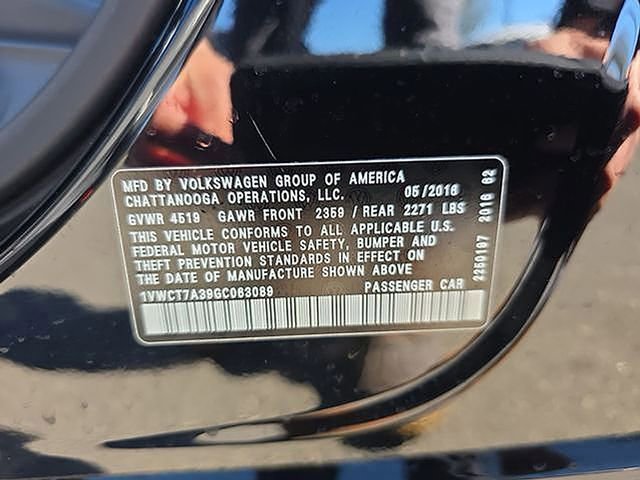 MFD BY VOLKSWAGEN GROUP OF AMERICA
CHATTANOOGA OPERATIONS, LLC. 05/2016
GVWR 4519 GAWR FRONT 2359 / REAR 2271 LBS
THIS VEHICLE CONFORMS TO ALL APPLICABLE U.S.
FEDERAL MOTOR VEHICLE SAFETY, BUMPER AND
THEFT PREVENTION STANDARDS IN EFFECT ON
THE DATE OF MANUFACTURE SHOWN ABOVE
1VWCT7A39GC063089 PASSENGER CAR
2250197 2016 62